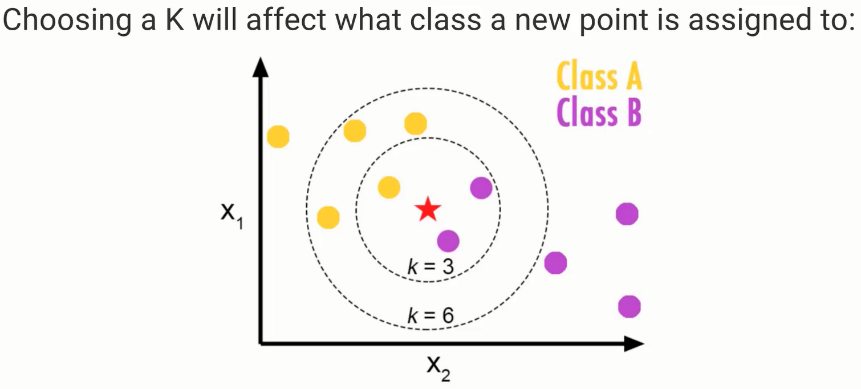 Choosing a K will affect what class a new point is assigned to:
Class A
Class B
X1
k = 3
k = 6
X2